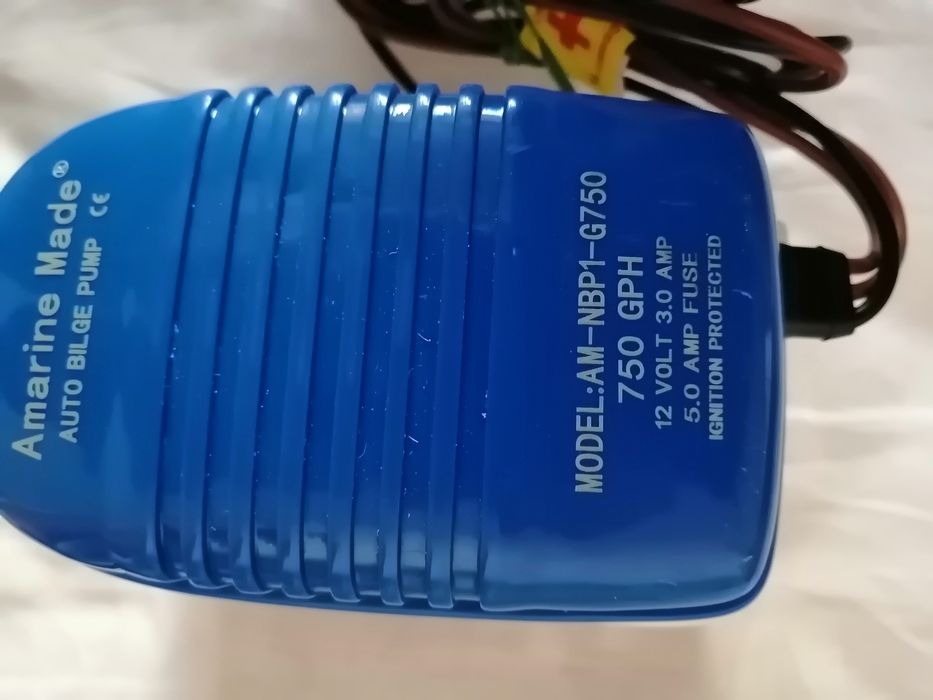 Amarine Made®
AUTO BILGE PUMP CE
MODEL:AM-NBP1-G750
750 GPH
12 VOLT 3.0 AMP
5.0 AMP FUSE
IGNITION PROTECTED